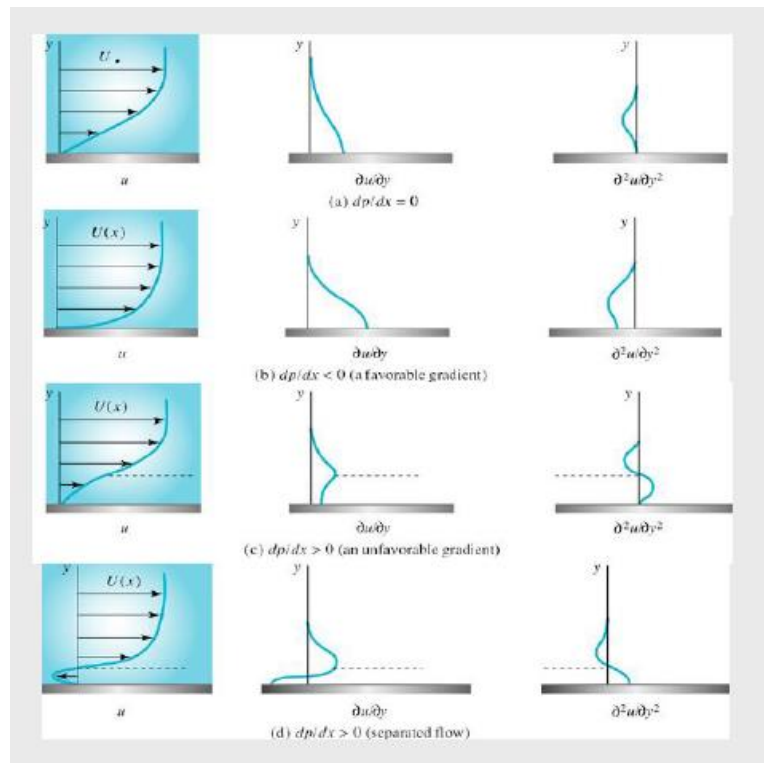 y y y
U∞
u ∂u/∂y ∂²u/∂y²
(a) dp/dx = 0
y y y
U(x)
u ∂u/∂y ∂²u/∂y²
(b) dp/dx < 0 (a favorable gradient)
y y y
U(x)
u ∂u/∂y ∂²u/∂y²
(c) dp/dx > 0 (an unfavorable gradient)
y y y
U(x)
u ∂u/∂y ∂²u/∂y²
(d) dp/dx > 0 (separated flow)